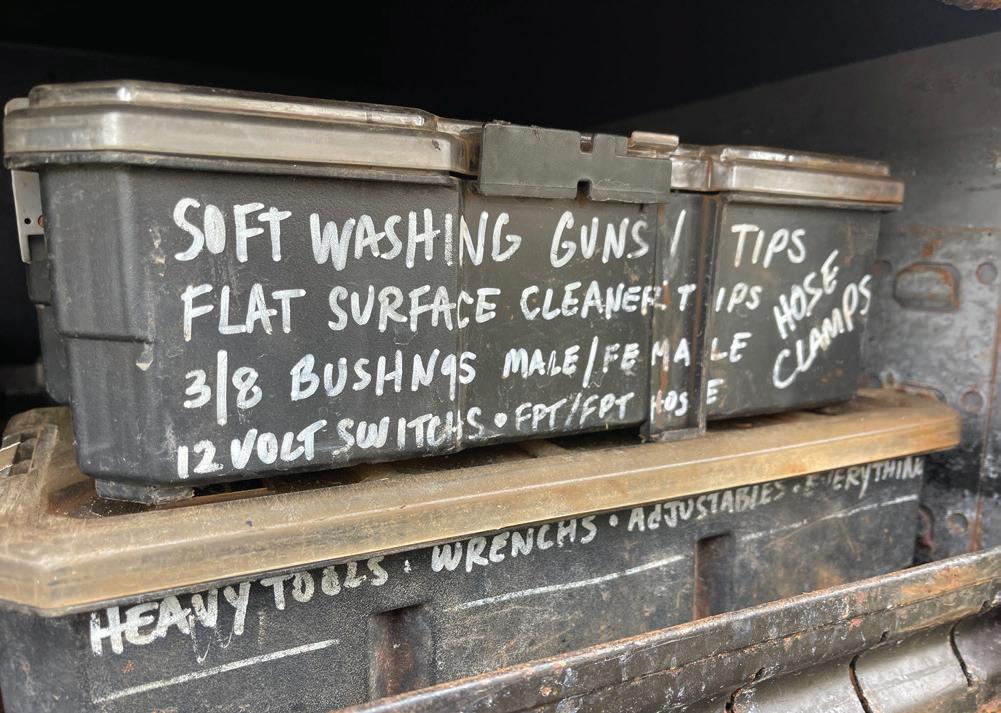 SOFT WASHING GUNS / TIPS
FLAT SURFACE CLEANER TIPS
HOSE CLAMPS
3/8 BUSHNGS MALE/FEMALE
12 VOLT SWITCHS • FPT/FPT HOSE
HEAVY TOOLS • WRENCHS • ADJUSTABLES • EVERYTHING